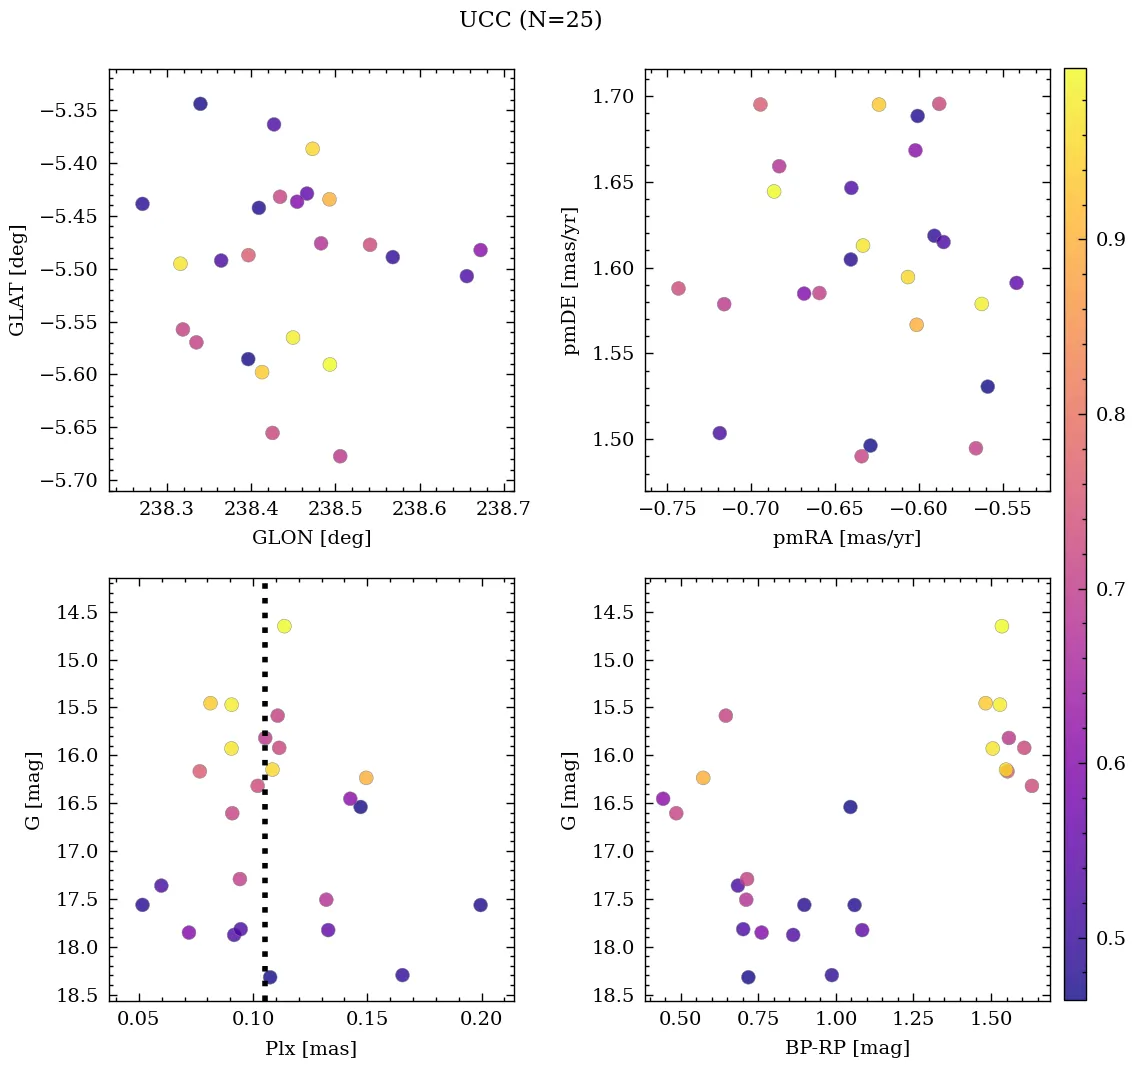 UCC (N=25)
−5.35
−5.40
−5.45
−5.50
−5.55
−5.60
−5.65
−5.70
GLAT [deg]
238.3 238.4 238.5 238.6 238.7
GLON [deg]
1.70
1.65
1.60
1.55
1.50
pmDE [mas/yr]
−0.75 −0.70 −0.65 −0.60 −0.55
pmRA [mas/yr]
14.5
15.0
15.5
16.0
16.5
17.0
17.5
18.0
18.5
G [mag]
0.05 0.10 0.15 0.20
Plx [mas]
14.5
15.0
15.5
16.0
16.5
17.0
17.5
18.0
18.5
G [mag]
0.50 0.75 1.00 1.25 1.50
BP-RP [mag]
0.9
0.8
0.7
0.6
0.5